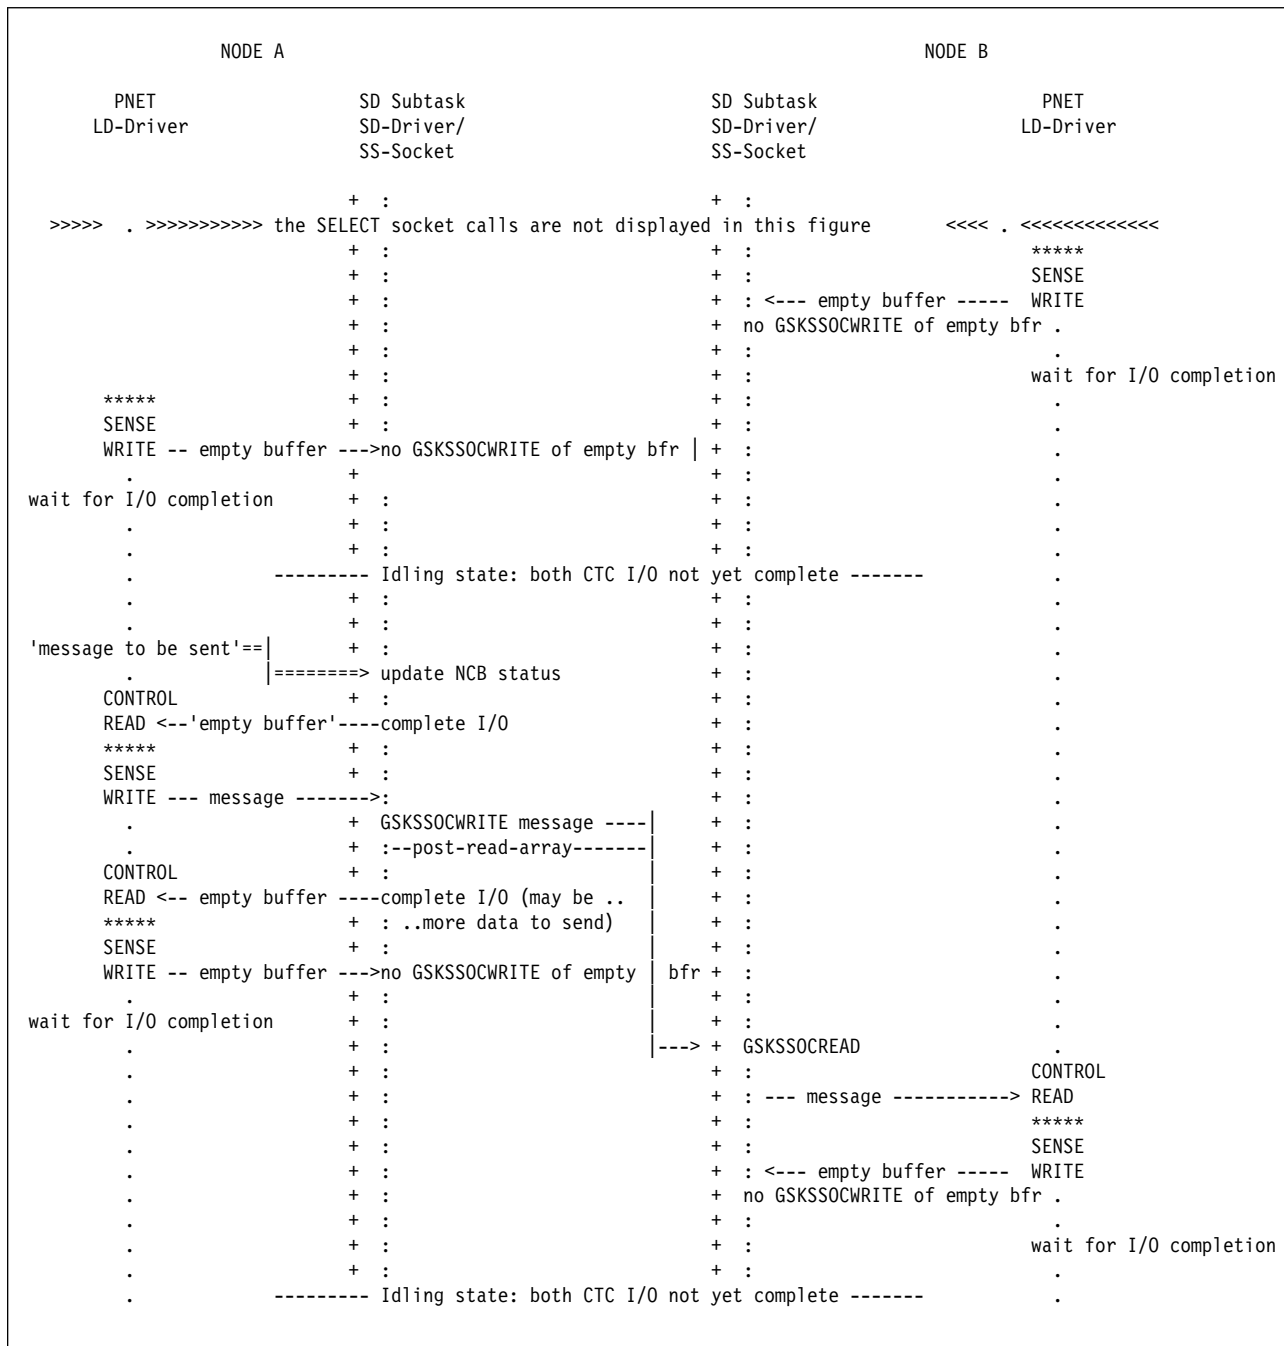 NODE A NODE B
PNET SD Subtask SD Subtask PNET
LD-Driver SD-Driver/ SD-Driver/ LD-Driver
SS-Socket SS-Socket
+ : + :
>>>>> . >>>>>>>>>>> the SELECT socket calls are not displayed in this figure <<<< . <<<<<<<<<<<<<
+ : + : *****
+ : + : SENSE
+ : + : <--- empty buffer ----- WRITE
+ : + no GSKSSOCWRITE of empty bfr .
+ : + : .
+ : + : wait for I/O completion
***** + : + : .
SENSE + : + : .
WRITE -- empty buffer --->no GSKSSOCWRITE of empty bfr | + : .
. + + : .
wait for I/O completion + : + : .
. + : + : .
. + : + : .
. --------- Idling state: both CTC I/O not yet complete ------- .
. + : + : .
. + : + : .
'message to be sent'==| + : + : .
. |========> update NCB status + : .
CONTROL + : + : .
READ <--'empty buffer'----complete I/O + : .
***** + : + : .
SENSE + : + : .
WRITE --- message ------->: + : .
. + GSKSSOCWRITE message ----| + : .
. + :--post-read-array-------| + : .
CONTROL + : | + : .
READ <-- empty buffer ----complete I/O (may be .. | + : .
***** + : ..more data to send) | + : .
SENSE + : | + : .
WRITE -- empty buffer --->no GSKSSOCWRITE of empty | bfr + : .
. + : | + : .
wait for I/O completion + : | + : .
. + : |---> + GSKSSOCREAD .
. + : + : CONTROL
. + : + : --- message -----------> READ
. + : + : *****
. + : + : SENSE
. + : + : <--- empty buffer ----- WRITE
. + : + no GSKSSOCWRITE of empty bfr .
. + : + : .
. + : + : wait for I/O completion
. + : + : .
. --------- Idling state: both CTC I/O not yet complete ------- .